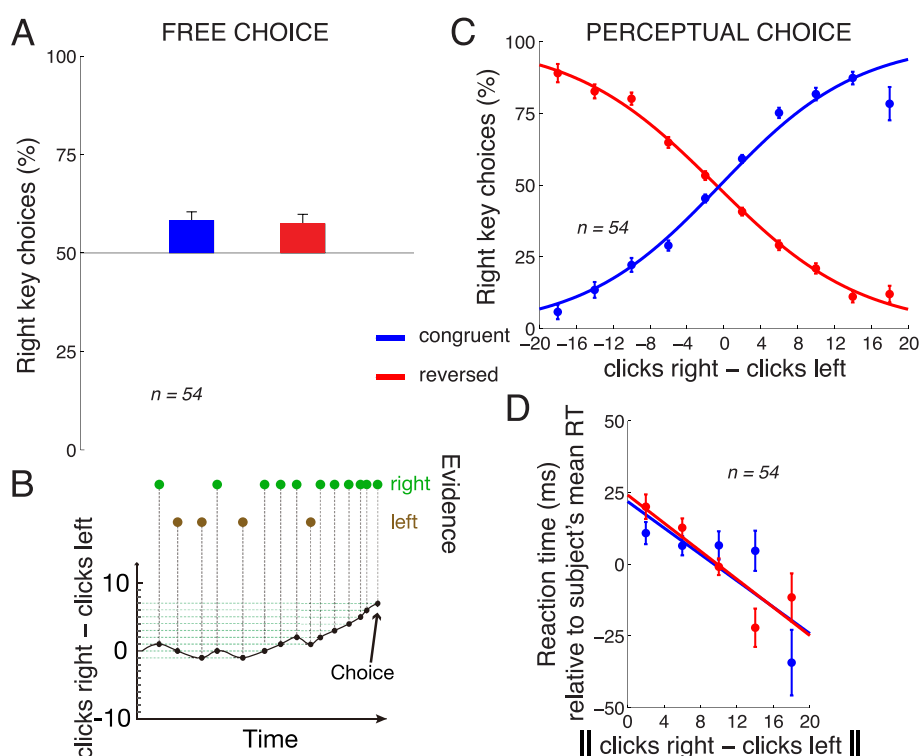 A
FREE CHOICE
Right key choices (%)
100
75
50
25
0
n = 54
congruent
reversed
C
PERCEPTUAL CHOICE
Right key choices (%)
100
75
50
25
0
n = 54
−20 −16 −12 −8 −4 0 4 8 12 16 20
clicks right − clicks left
B
right
left
Evidence
clicks right − clicks left
10
0
−10
Choice
Time
D
Reaction time (ms)
relative to subject's mean RT
50
25
0
−25
−50
n = 54
0 4 8 12 16 20
|| clicks right − clicks left ||